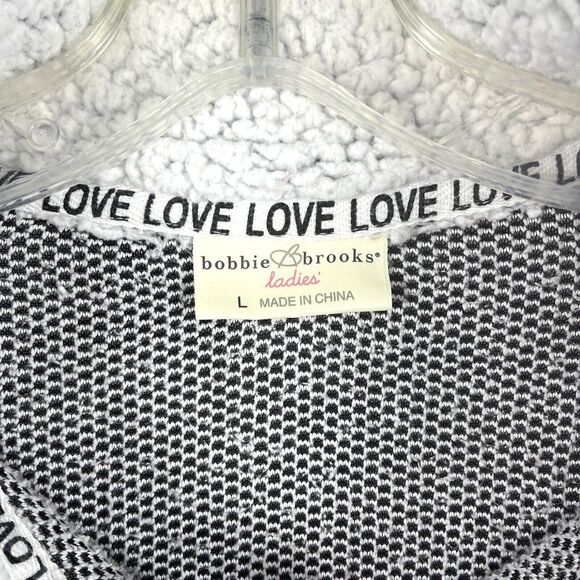 LOVE LOVE LOVE LOVE LOVE
bobbie B brooks®
ladies'
L MADE IN CHINA
LOV